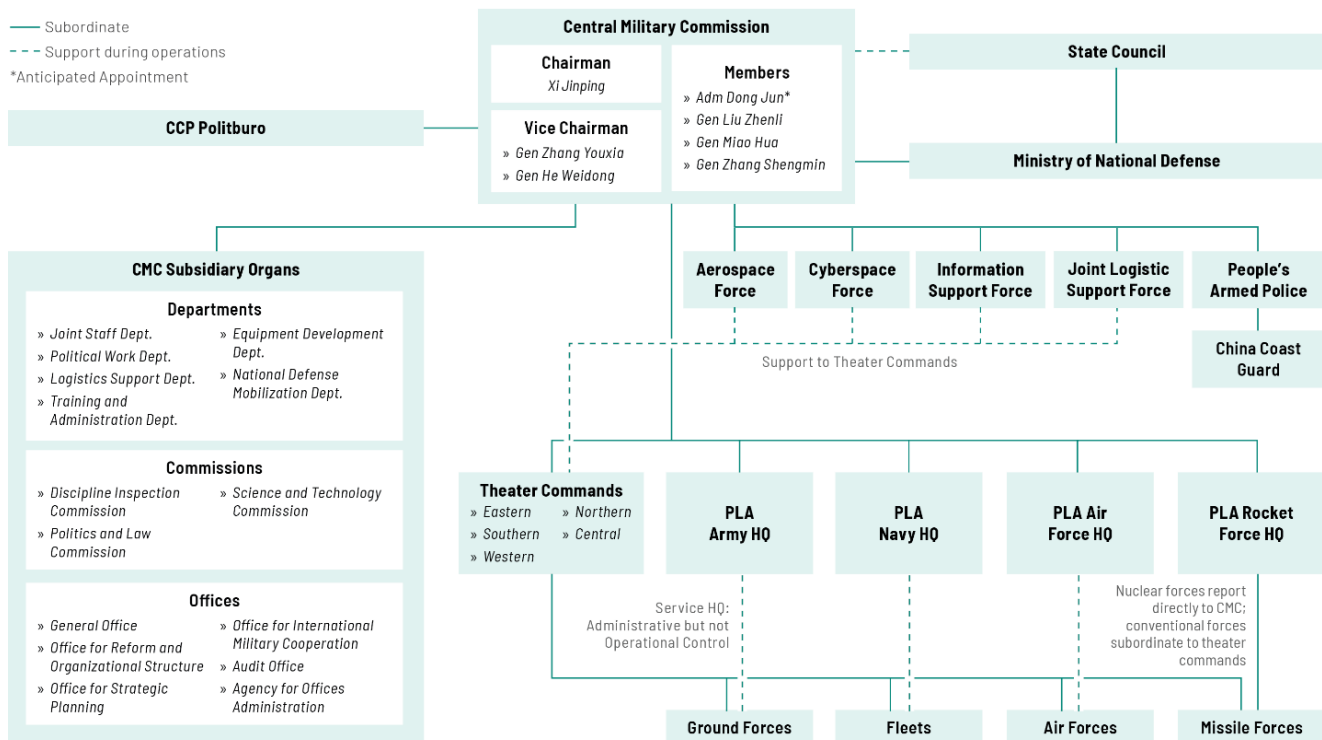 Subordinate
Support during operations
*Anticipated Appointment
CCP Politburo
Central Military Commission
Chairman
Xi Jinping
Vice Chairman
» Gen Zhang Youxia
» Gen He Weidong
Members
» Adm Dong Jun*
» Gen Liu Zhenli
» Gen Miao Hua
» Gen Zhang Shengmin
State Council
Ministry of National Defense
CMC Subsidiary Organs
Departments
» Joint Staff Dept.
» Political Work Dept.
» Logistics Support Dept.
» Training and
Administration Dept.
» Equipment Development
Dept.
» National Defense
Mobilization Dept.
Commissions
» Discipline Inspection
Commission
» Politics and Law
Commission
» Science and Technology
Commission
Offices
» General Office
» Office for Reform and
Organizational Structure
» Office for Strategic
Planning
» Office for International
Military Cooperation
» Audit Office
» Agency for Offices
Administration
Aerospace
Force
Cyberspace
Force
Information
Support Force
Joint Logistic
Support Force
People's
Armed Police
China Coast
Guard
Support to Theater Commands
Theater Commands
» Eastern
» Southern
» Western
» Northern
» Central
PLA
Army HQ
PLA
Navy HQ
PLA Air
Force HQ
PLA Rocket
Force HQ
Service HQ:
Administrative but not
Operational Control
Nuclear forces report
directly to CMC;
conventional forces
subordinate to theater
commands
Ground Forces
Fleets
Air Forces
Missile Forces